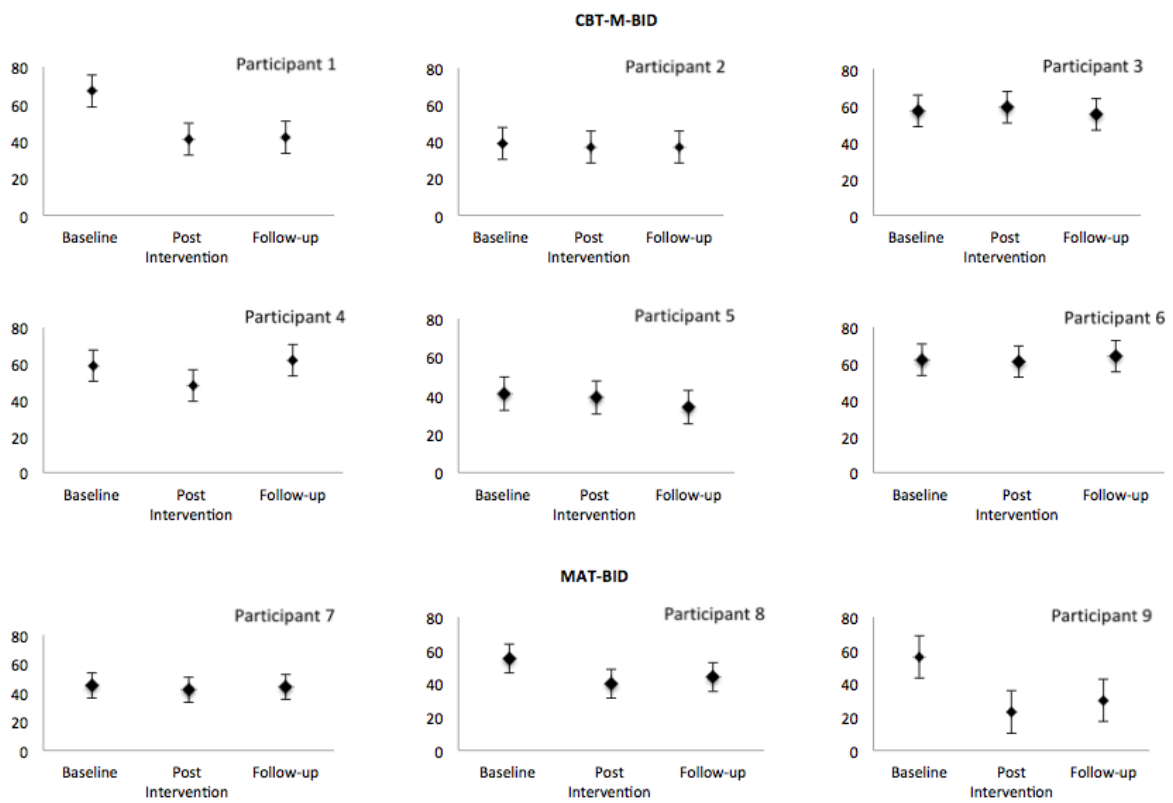 CBT-M-BID
Participant 1
80
60
40
20
0
Baseline Post Follow-up
Intervention
Participant 2
80
60
40
20
0
Baseline Post Follow-up
Intervention
Participant 3
80
60
40
20
0
Baseline Post Follow-up
Intervention
Participant 4
80
60
40
20
0
Baseline Post Follow-up
Intervention
Participant 5
80
60
40
20
0
Baseline Post Follow-up
Intervention
Participant 6
80
60
40
20
0
Baseline Post Follow-up
Intervention
MAT-BID
Participant 7
80
60
40
20
0
Baseline Post Follow-up
Intervention
Participant 8
80
60
40
20
0
Baseline Post Follow-up
Intervention
Participant 9
80
60
40
20
0
Baseline Post Follow-up
Intervention